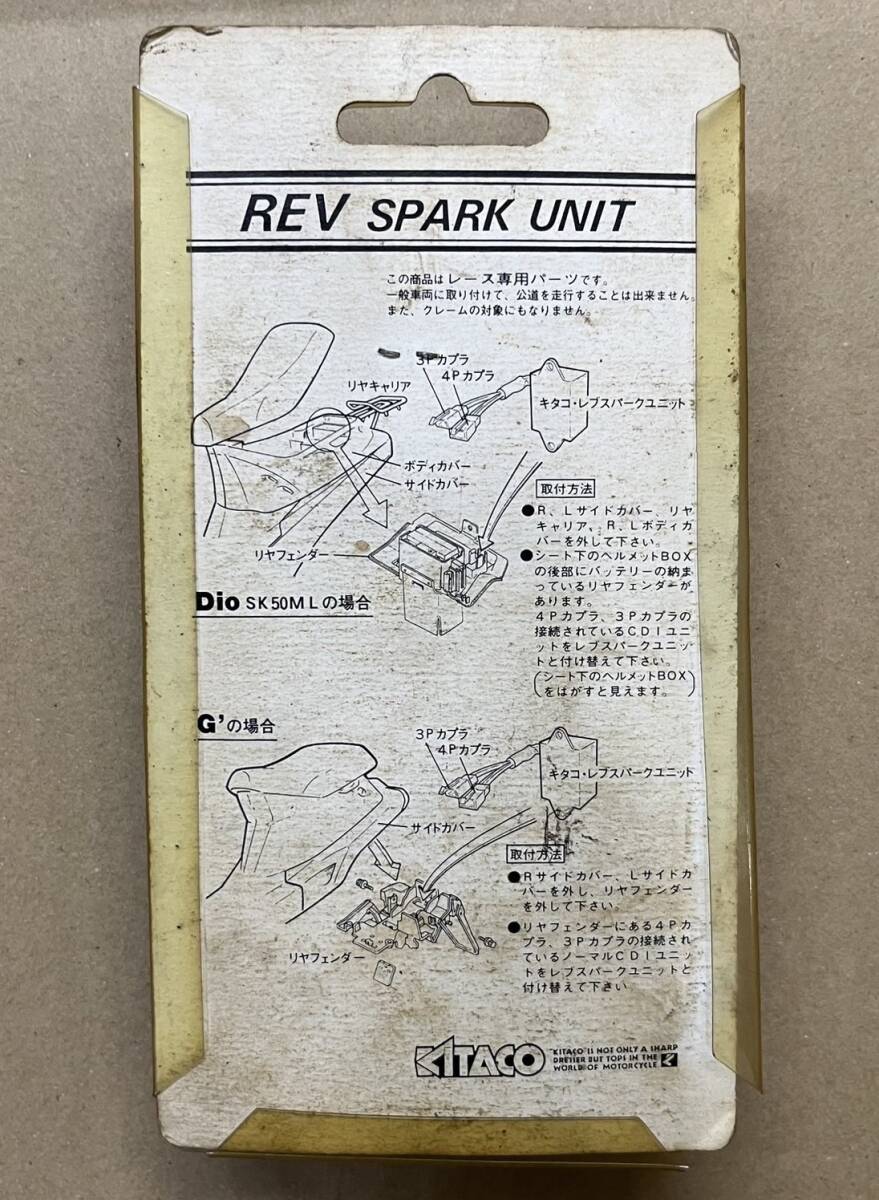 REV SPARK UNIT
この商品はレース専用パーツです。
一般車両に取り付けて、公道を走行することは出来ません。
また、クレームの対象にもなりません。
3Pカプラ
4Pカプラ
リヤキャリア
キタコ・レブスパークユニット
ボディカバー
サイドカバー
リヤフェンダー
Dio SK50MLの場合
取付方法
●R、Lサイドカバー、リヤ
キャリア、R、Lボディカ
バーを外して下さい。
●シート下のヘルメットBOX
の後部にバッテリーの納ま
っているリヤフェンダーが
あります。
4Pカプラ、3Pカプラの
接続されているCDIユニ
ットをレブスパークユニッ
トと付け替えて下さい。
(シート下のヘルメットBOX
をはがすと見えます。)
G'の場合
3Pカプラ
4Pカプラ
キタコ・レブスパークユニット
サイドカバー
リヤフェンダー
取付方法
●Rサイドカバー、Lサイドカ
バーを外し、リヤフェンダー
を外して下さい。
●リヤフェンダーにある4Pカ
プラ、3Pカプラの接続され
ているノーマルCDIユニッ
トをレブスパークユニットと
付け替えて下さい
KITACO
"KITACO" IS NOT ONLY A SHARP
DRESSER BUT TOPS IN THE
WORLD OF MOTORCYCLE